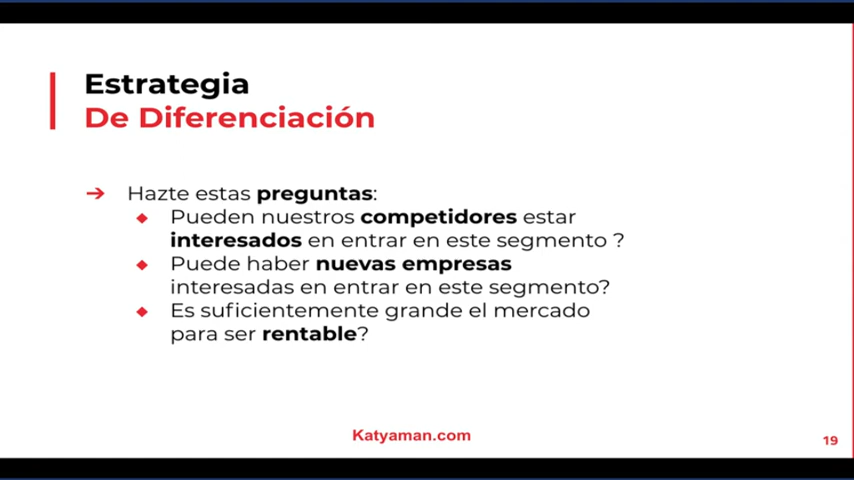 Estrategia
De Diferenciación
➔ Hazte estas preguntas:
◆ Pueden nuestros competidores estar
interesados en entrar en este segmento ?
◆ Puede haber nuevas empresas
interesadas en entrar en este segmento?
◆ Es suficientemente grande el mercado
para ser rentable?
Katyaman.com
19